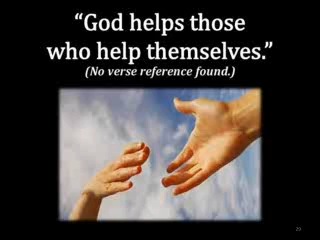 “God helps those
who help themselves.”
(No verse reference found.)
29